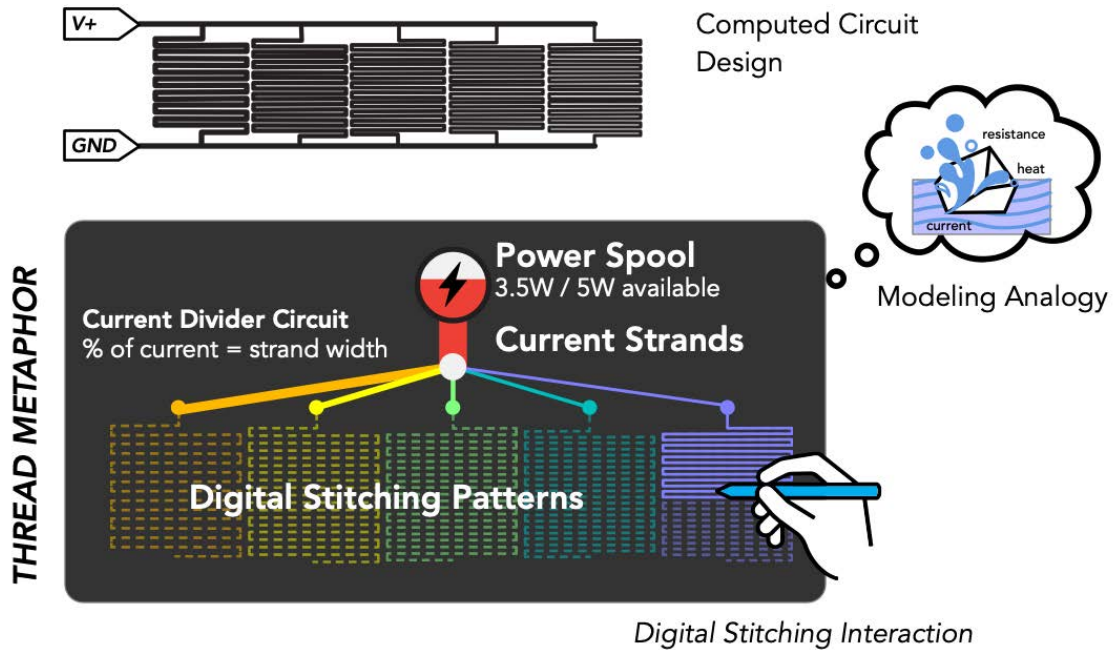 V+
Computed Circuit
Design
GND
resistance
heat
current
Modeling Analogy
THREAD METAPHOR
Power Spool
3.5W / 5W available
Current Divider Circuit
% of current = strand width
Current Strands
Digital Stitching Patterns
Digital Stitching Interaction